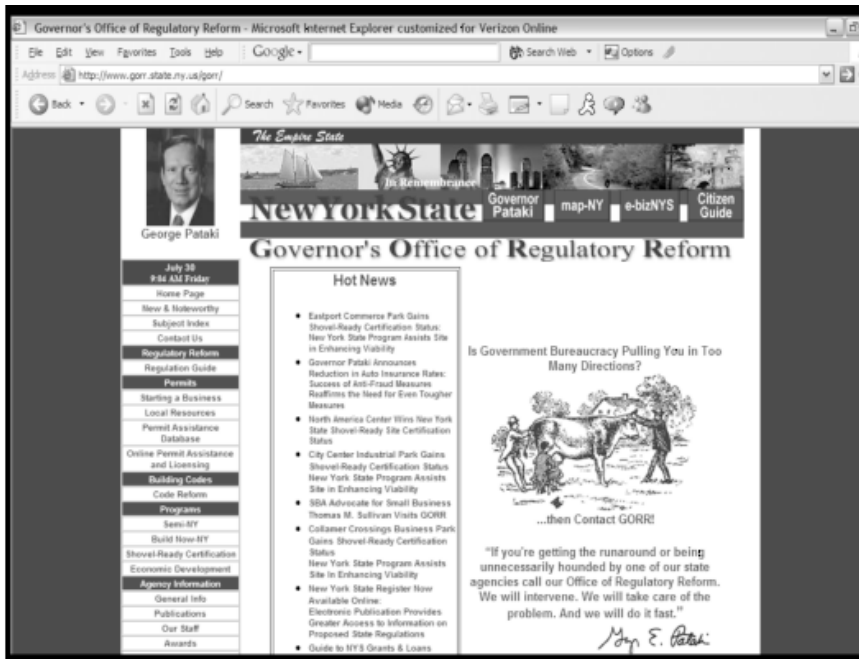 Governor's Office of Regulatory Reform - Microsoft Internet Explorer customized for Verizon Online
File Edit View Favorites Tools Help Google Search Web Options
Address http://www.gorr.state.ny.us/gorr/
Back Search Favorites Media
The Empire State
In Remembrance
New York State
Governor Pataki
map-NY
e-bizNYS
Citizen Guide
George Pataki
Governor's Office of Regulatory Reform
July 30
9:04 AM Friday
Home Page
New & Noteworthy
Subject Index
Contact Us
Regulatory Reform
Regulation Guide
Permits
Starting a Business
Local Resources
Permit Assistance
Database
Online Permit Assistance
and Licensing
Building Codes
Code Reform
Programs
Semi-NY
Build Now-NY
Shovel-Ready Certification
Economic Development
Agency Information
General Info
Publications
Our Staff
Awards
Hot News
• Eastport Commerce Park Gains
Shovel-Ready Certification Status:
New York State Program Assists Site
in Enhancing Viability
• Governor Pataki Announces
Reduction in Auto Insurance Rates:
Success of Anti-Fraud Measures
Reaffirms the Need for Even Tougher
Measures
• North America Center Wins New York
State Shovel-Ready Site Certification
Status
• City Center Industrial Park Gains
Shovel-Ready Certification Status
New York State Program Assists
Site in Enhancing Viability
• SBA Advocate for Small Business
Thomas M. Sullivan Visits GORR
• Collamer Crossings Business Park
Gains Shovel-Ready Certification
Status
New York State Program Assists
Site In Enhancing Viability
• New York State Register Now
Available Online:
Electronic Publication Provides
Greater Access to Information on
Proposed State Regulations
• Guide to NYS Grants & Loans
Is Government Bureaucracy Pulling You in Too
Many Directions?
...then Contact GORR!
"If you're getting the runaround or being
unnecessarily hounded by one of our state
agencies call our Office of Regulatory Reform.
We will intervene. We will take care of the
problem. And we will do it fast."
George E. Pataki